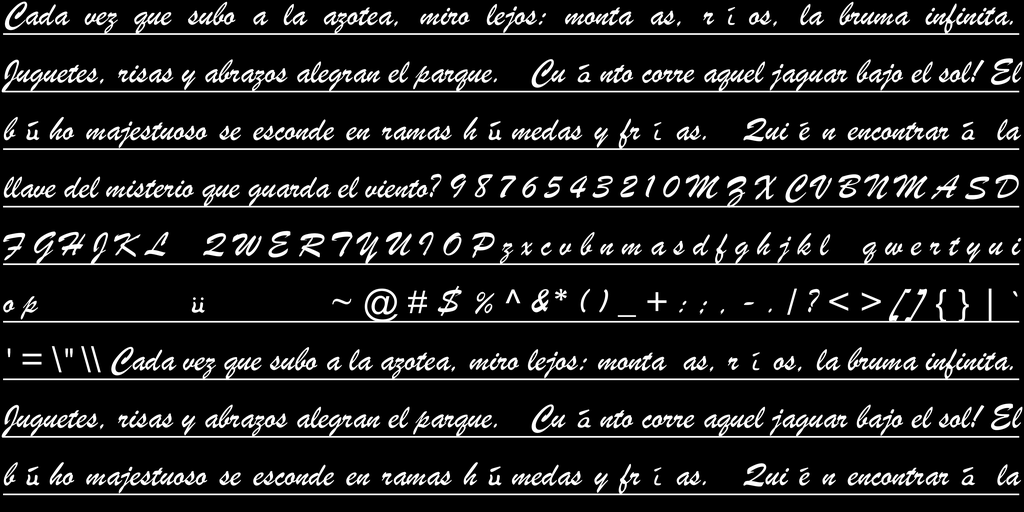 Cada vez que subo a la azotea, miro lejos: monta as, r í os, la bruma infinita.
Juguetes, risas y abrazos alegran el parque. Cu á nto corre aquel jaguar bajo el sol! El
b ú ho majestuoso se esconde en ramas h ú medas y fr í as. Qui é n encontrar á la
llave del misterio que guarda el viento? 9 8 7 6 5 4 3 2 1 0 M Z X C V B N M A S D
F G H J K L Q W E R T Y U I O P z x c v b n m a s d f g h j k l q w e r t y u i
o p ü ~ @ # $ % ^ & * ( ) _ + : ; , - . / ? < > [ ] { } | `
' = \" \\ Cada vez que subo a la azotea, miro lejos: monta as, r í os, la bruma infinita.
Juguetes, risas y abrazos alegran el parque. Cu á nto corre aquel jaguar bajo el sol! El
b ú ho majestuoso se esconde en ramas h ú medas y fr í as. Qui é n encontrar á la